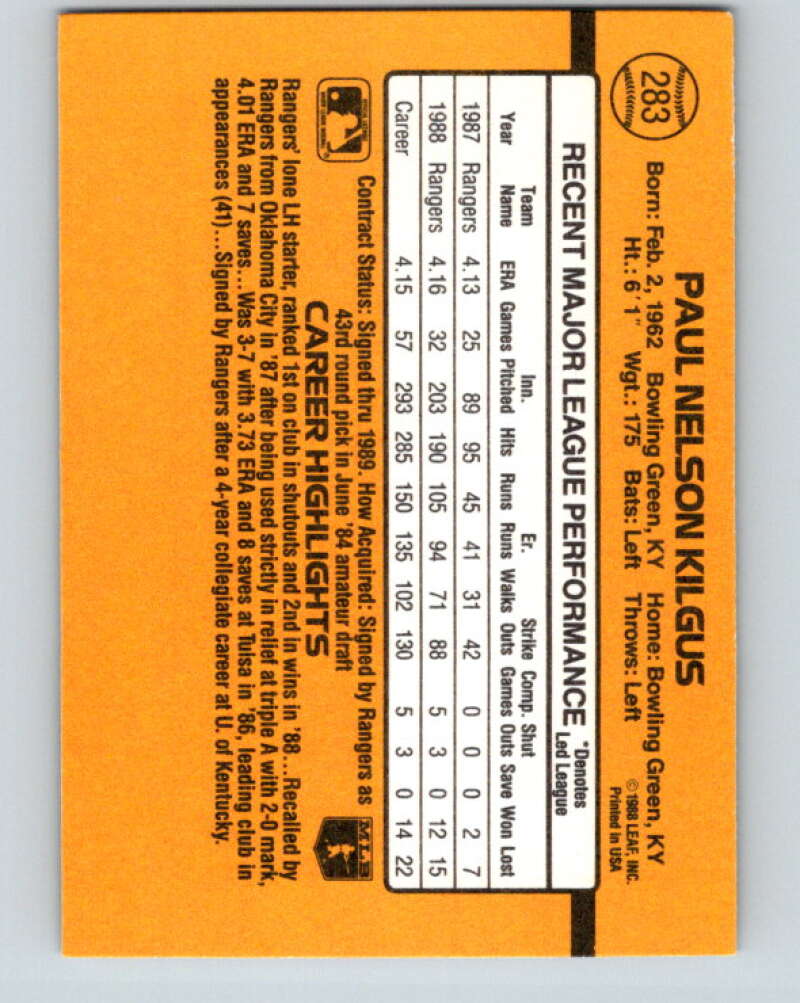 283
PAUL NELSON KILGUS
Born: Feb. 2, 1962 Bowling Green, KY Home: Bowling Green, KY
Ht.: 6'1" Wgt.: 175 Bats: Left Throws: Left
© 1988 LEAF, INC.
Printed in USA
RECENT MAJOR LEAGUE PERFORMANCE
*Denotes
Led League
Team Inn. Er. Strike Comp. Shut
Year Name ERA Games Pitched Hits Runs Runs Walks Outs Games Outs Save Won Lost
1987 Rangers 4.13 25 89 95 45 41 31 42 0 0 0 2 7
1988 Rangers 4.16 32 203 190 105 94 71 88 5 3 0 12 15
Career 4.15 57 293 285 150 135 102 130 5 3 0 14 22
Contract Status: Signed thru 1989. How Acquired: Signed by Rangers as
43rd round pick in June '84 amateur draft
MLB
CAREER HIGHLIGHTS
Rangers' lone LH starter, ranked 1st on club in shutouts and 2nd in wins in '88...Recalled by
Rangers from Oklahoma City in '87 after being used strictly in relief at triple A with 2-0 mark,
4.01 ERA and 7 saves...Was 3-7 with 3.73 ERA and 8 saves at Tulsa in '86, leading club in
appearances (41)...Signed by Rangers after a 4-year collegiate career at U. of Kentucky.